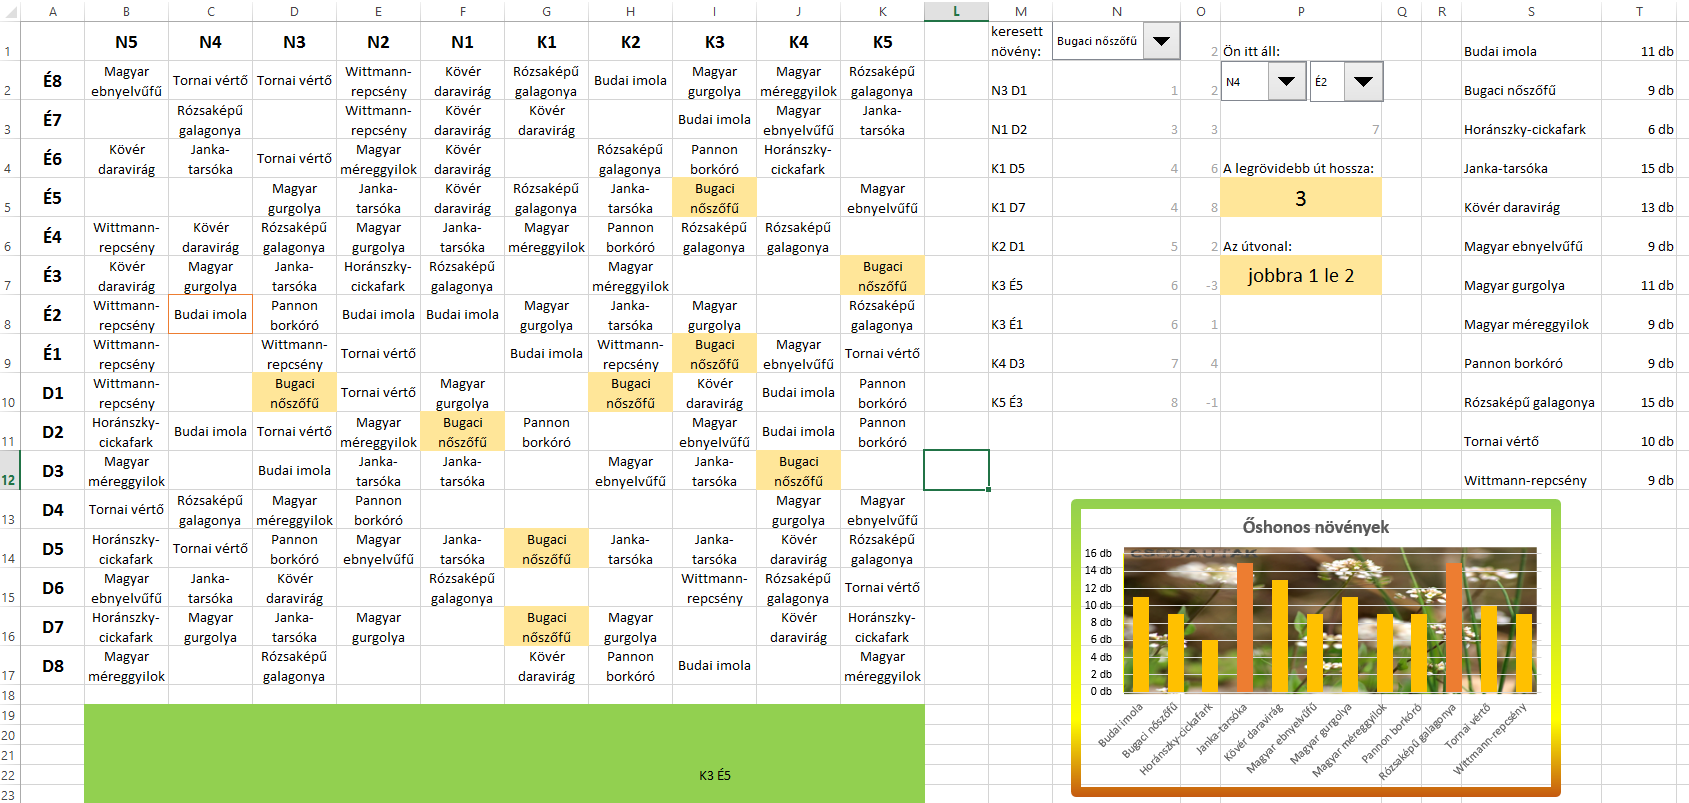 A B C D E F G H I J K L M N O P Q R S T
1 N5 N4 N3 N2 N1 K1 K2 K3 K4 K5 keresett növény: Bugaci nőszőfű 2 Ön itt áll: Budai imola 11 db
2 É8 Magyar ebnyelvűfű Tornai vértő Tornai vértő Wittmann-repcsény Kövér daravirág Rózsaképű galagonya Budai imola Magyar gurgolya Magyar méreggyilok Rózsaképű galagonya N3 D1 1 2 N4 É2 Bugaci nőszőfű 9 db
3 É7 Rózsaképű galagonya Wittmann-repcsény Kövér daravirág Kövér daravirág Budai imola Magyar ebnyelvűfű Janka-tarsóka N1 D2 3 3 7 Horánszky-cickafark 6 db
4 É6 Kövér daravirág Janka-tarsóka Tornai vértő Magyar méreggyilok Kövér daravirág Rózsaképű galagonya Pannon borkóró Horánszky-cickafark K1 D5 4 6 A legrövidebb út hossza: Janka-tarsóka 15 db
5 É5 Magyar gurgolya Janka-tarsóka Kövér daravirág Rózsaképű galagonya Janka-tarsóka Bugaci nőszőfű Magyar ebnyelvűfű K1 D7 4 8 3 Kövér daravirág 13 db
6 É4 Wittmann-repcsény Kövér daravirág Rózsaképű galagonya Magyar gurgolya Janka-tarsóka Magyar méreggyilok Pannon borkóró Rózsaképű galagonya Rózsaképű galagonya K2 D1 5 2 Az útvonal: Magyar ebnyelvűfű 9 db
7 É3 Kövér daravirág Magyar gurgolya Janka-tarsóka Horánszky-cickafark Rózsaképű galagonya Magyar méreggyilok Bugaci nőszőfű K3 É5 6 -3 jobbra 1 le 2 Magyar gurgolya 11 db
8 É2 Wittmann-repcsény Budai imola Pannon borkóró Budai imola Budai imola Magyar gurgolya Janka-tarsóka Magyar gurgolya Rózsaképű galagonya K3 É1 6 1 Magyar méreggyilok 9 db
9 É1 Wittmann-repcsény Wittmann-repcsény Tornai vértő Budai imola Wittmann-repcsény Bugaci nőszőfű Magyar ebnyelvűfű Tornai vértő K4 D3 7 4 Pannon borkóró 9 db
10 D1 Wittmann-repcsény Bugaci nőszőfű Tornai vértő Magyar gurgolya Bugaci nőszőfű Kövér daravirág Budai imola Pannon borkóró K5 É3 8 -1 Rózsaképű galagonya 15 db
11 D2 Horánszky-cickafark Budai imola Tornai vértő Magyar méreggyilok Bugaci nőszőfű Pannon borkóró Magyar ebnyelvűfű Budai imola Pannon borkóró Tornai vértő 10 db
12 D3 Magyar méreggyilok Budai imola Janka-tarsóka Janka-tarsóka Magyar ebnyelvűfű Janka-tarsóka Bugaci nőszőfű Wittmann-repcsény 9 db
13 D4 Tornai vértő Rózsaképű galagonya Magyar méreggyilok Pannon borkóró Magyar gurgolya Magyar ebnyelvűfű
14 D5 Horánszky-cickafark Tornai vértő Pannon borkóró Magyar ebnyelvűfű Janka-tarsóka Bugaci nőszőfű Janka-tarsóka Janka-tarsóka Kövér daravirág Rózsaképű galagonya
15 D6 Magyar ebnyelvűfű Janka-tarsóka Kövér daravirág Rózsaképű galagonya Wittmann-repcsény Rózsaképű galagonya Tornai vértő
16 D7 Horánszky-cickafark Magyar gurgolya Janka-tarsóka Magyar gurgolya Bugaci nőszőfű Magyar gurgolya Kövér daravirág Horánszky-cickafark
17 D8 Magyar méreggyilok Rózsaképű galagonya Kövér daravirág Pannon borkóró Budai imola Magyar méreggyilok
18
19
20
21
22 K3 É5
23
Őshonos növények
CSODAUTAK
16 db
14 db
12 db
10 db
8 db
6 db
4 db
2 db
0 db
Budai imola
Bugaci nőszőfű
Horánszky-cickafark
Janka-tarsóka
Kövér daravirág
Magyar ebnyelvűfű
Magyar gurgolya
Magyar méreggyilok
Pannon borkóró
Rózsaképű galagonya
Tornai vértő
Wittmann-repcsény